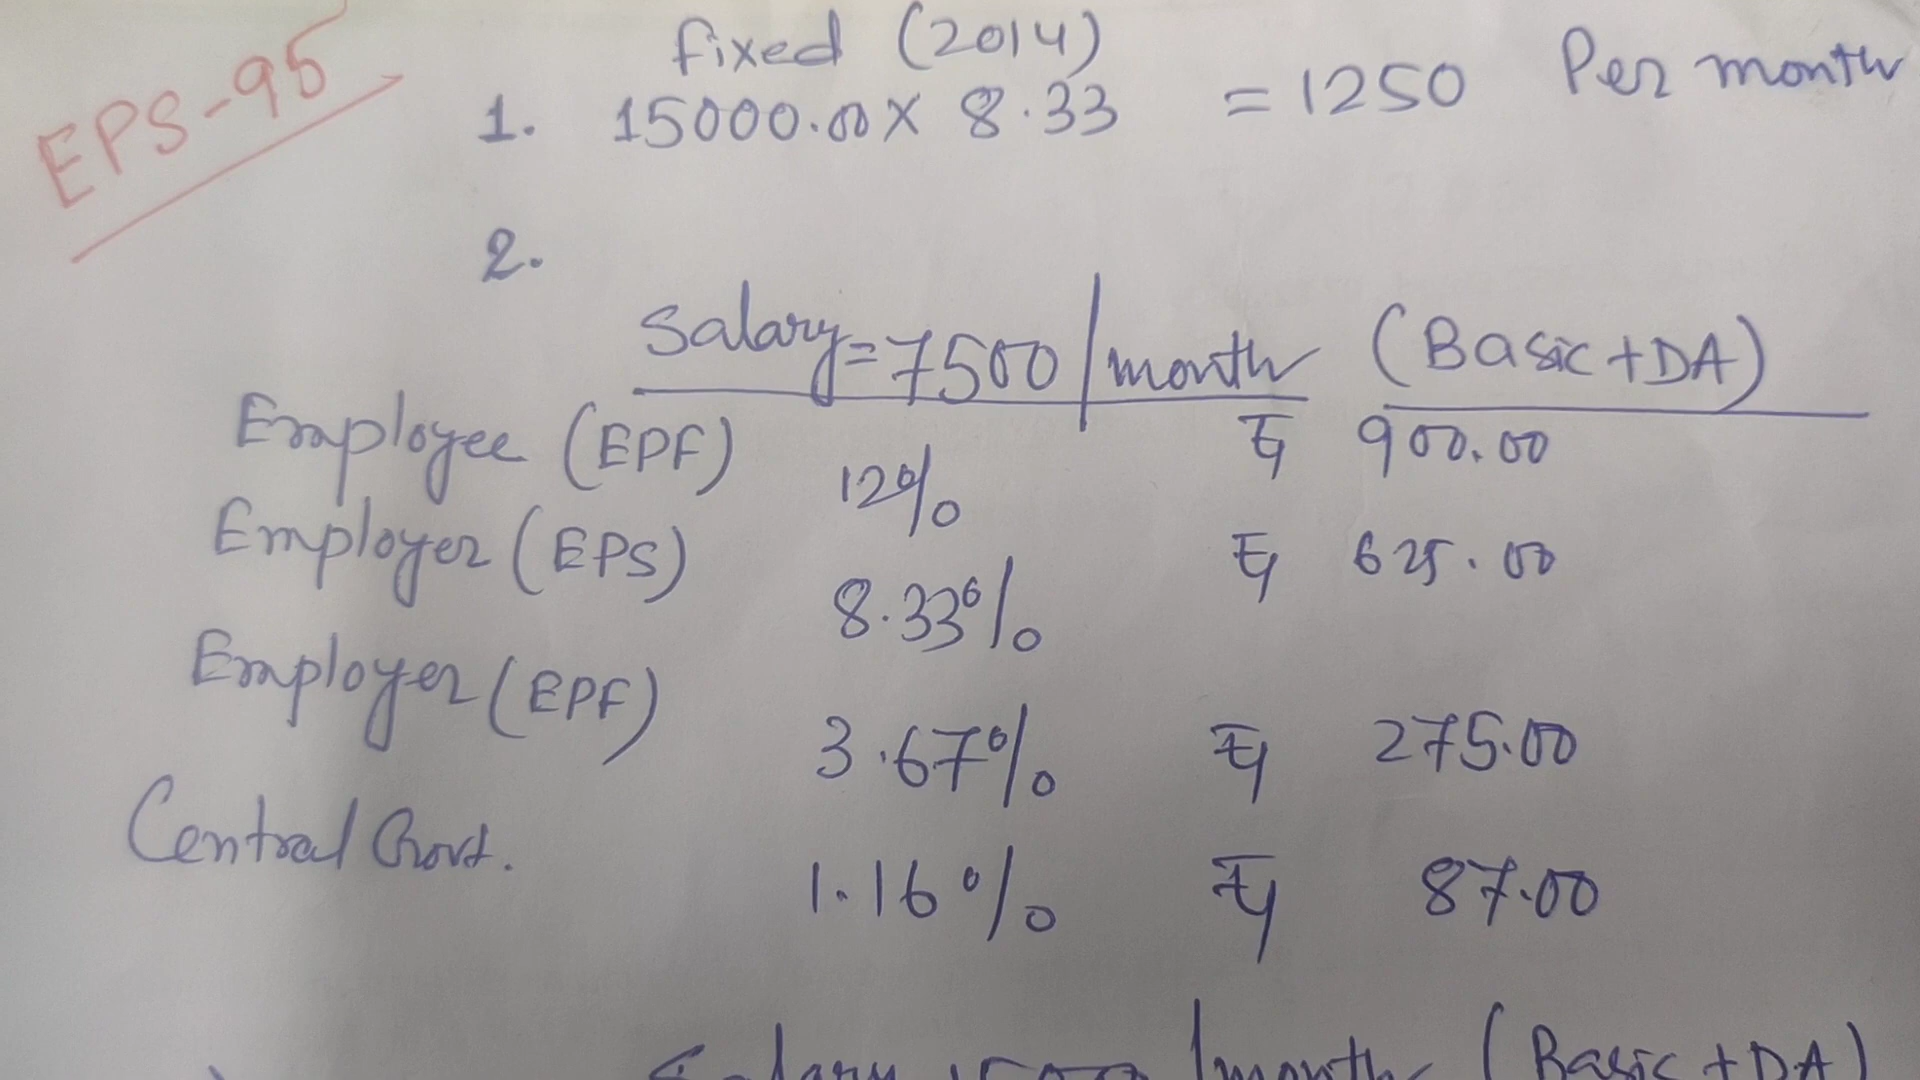 EPS-95
fixed (2014)
1. 15000.00 X 8.33 = 1250 Per month
2.
Salary=7500/month (Basic+DA)
Employee (EPF) 12% ₹ 900.00
Employer (EPS) 8.33% ₹ 625.00
Employer (EPF) 3.67% ₹ 275.00
Central Govt. 1.16% ₹ 87.00
Salary /month (Basic+DA)